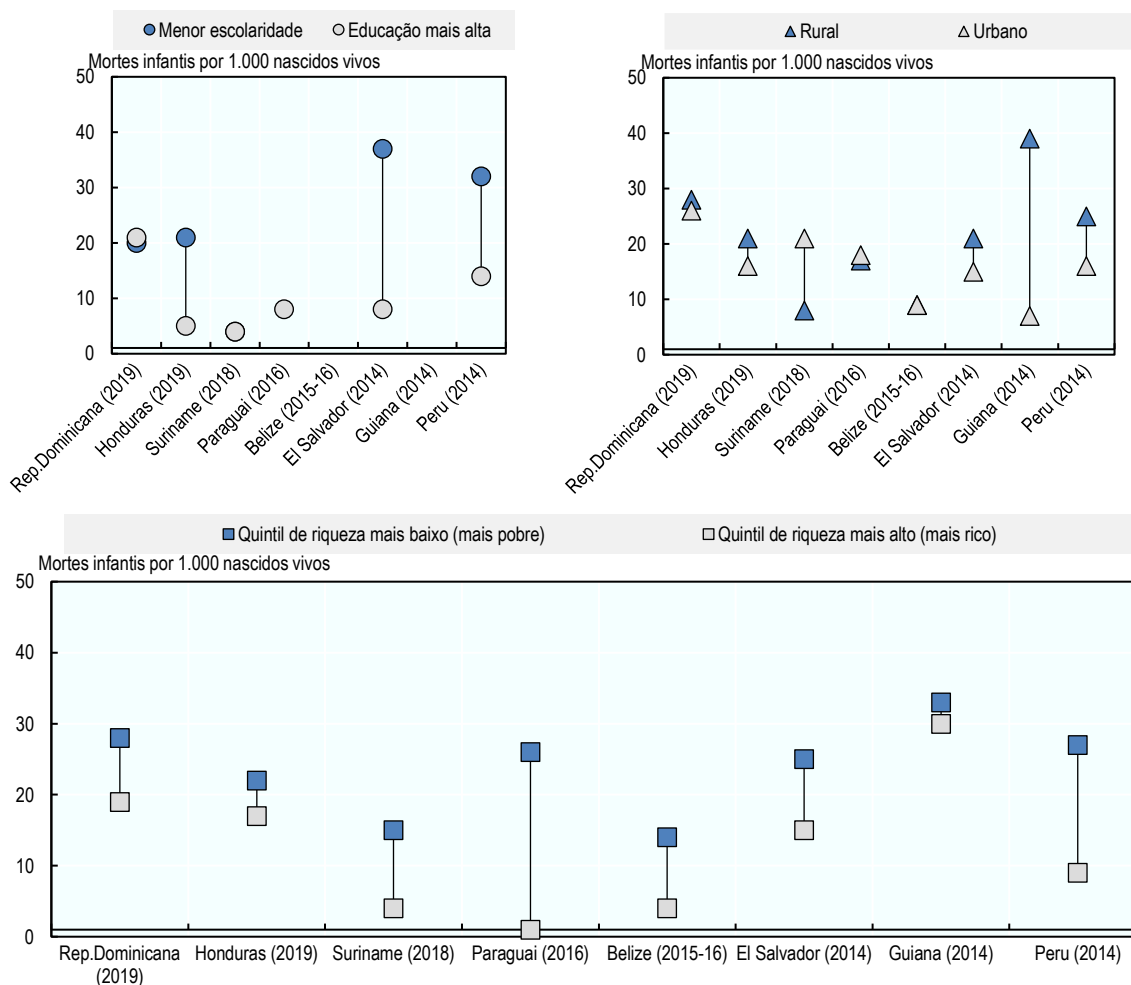 Menor escolaridade Educação mais alta
Mortes infantis por 1.000 nascidos vivos
50
40
30
20
10
0
Rep.Dominicana (2019)
Honduras (2019)
Suriname (2018)
Paraguai (2016)
Belize (2015-16)
El Salvador (2014)
Guiana (2014)
Peru (2014)
Rural Urbano
Mortes infantis por 1.000 nascidos vivos
50
40
30
20
10
0
Rep.Dominicana (2019)
Honduras (2019)
Suriname (2018)
Paraguai (2016)
Belize (2015-16)
El Salvador (2014)
Guiana (2014)
Peru (2014)
Quintil de riqueza mais baixo (mais pobre) Quintil de riqueza mais alto (mais rico)
Mortes infantis por 1.000 nascidos vivos
50
40
30
20
10
0
Rep.Dominicana
(2019)
Honduras (2019)
Suriname (2018)
Paraguai (2016)
Belize (2015-16)
El Salvador (2014)
Guiana (2014)
Peru (2014)